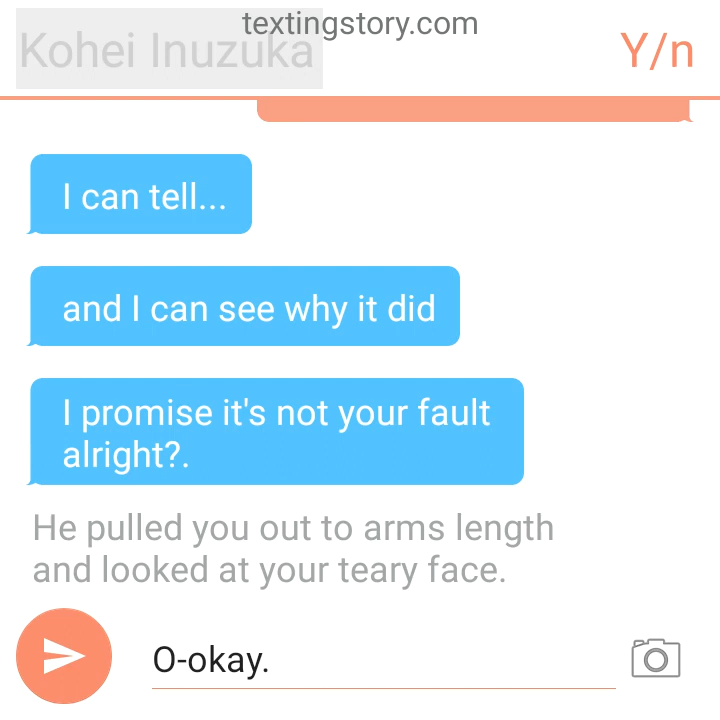 textingstory.com
Kohei Inuzuka
Y/n
I can tell...
and I can see why it did
I promise it's not your fault
alright?.
He pulled you out to arms length
and looked at your teary face.
O-okay.